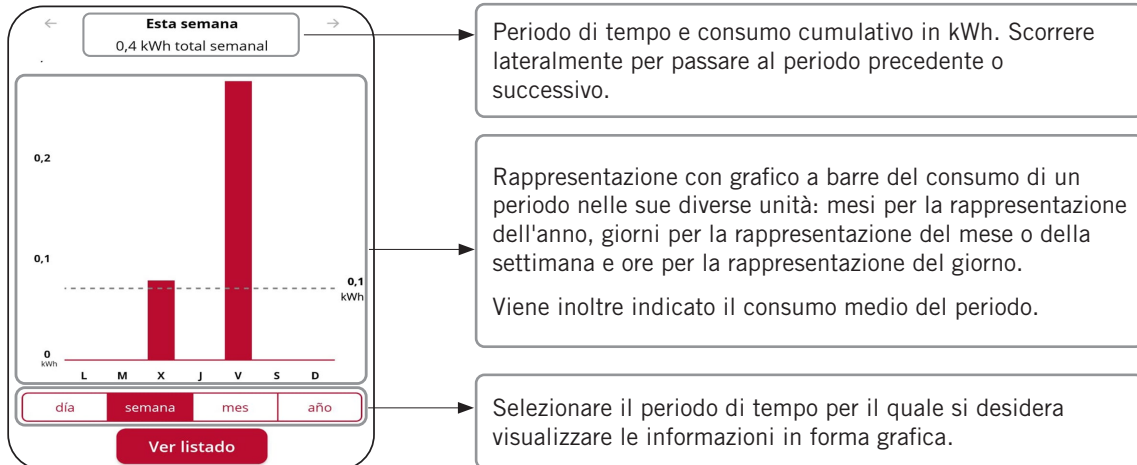 ← Esta semana →
0,4 kWh total semanal
0,2
0,1
0,1
kWh
0
kWh
L M X J V S D
día semana mes año
Ver listado
Periodo di tempo e consumo cumulativo in kWh. Scorrere
lateralmente per passare al periodo precedente o
successivo.
Rappresentazione con grafico a barre del consumo di un
periodo nelle sue diverse unità: mesi per la rappresentazione
dell'anno, giorni per la rappresentazione del mese o della
settimana e ore per la rappresentazione del giorno.
Viene inoltre indicato il consumo medio del periodo.
Selezionare il periodo di tempo per il quale si desidera
visualizzare le informazioni in forma grafica.